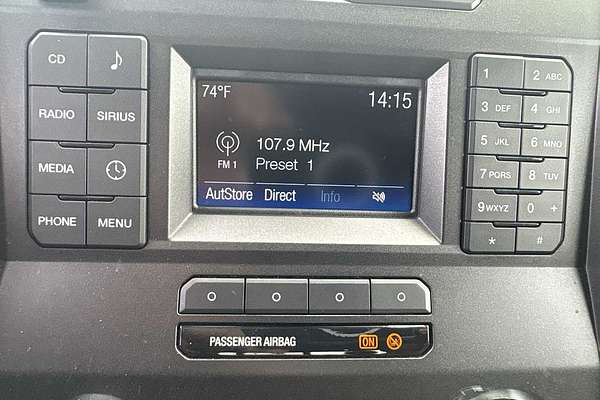 CD
RADIO SIRIUS
MEDIA
PHONE MENU
74°F 14:15
FM 1 107.9 MHz
Preset 1
AutStore Direct Info
1 2 ABC
3 DEF 4 GHI
5 JKL 6 MNO
7 PQRS 8 TUV
9 WXYZ 0 +
* #
O O O O
PASSENGER AIRBAG ON